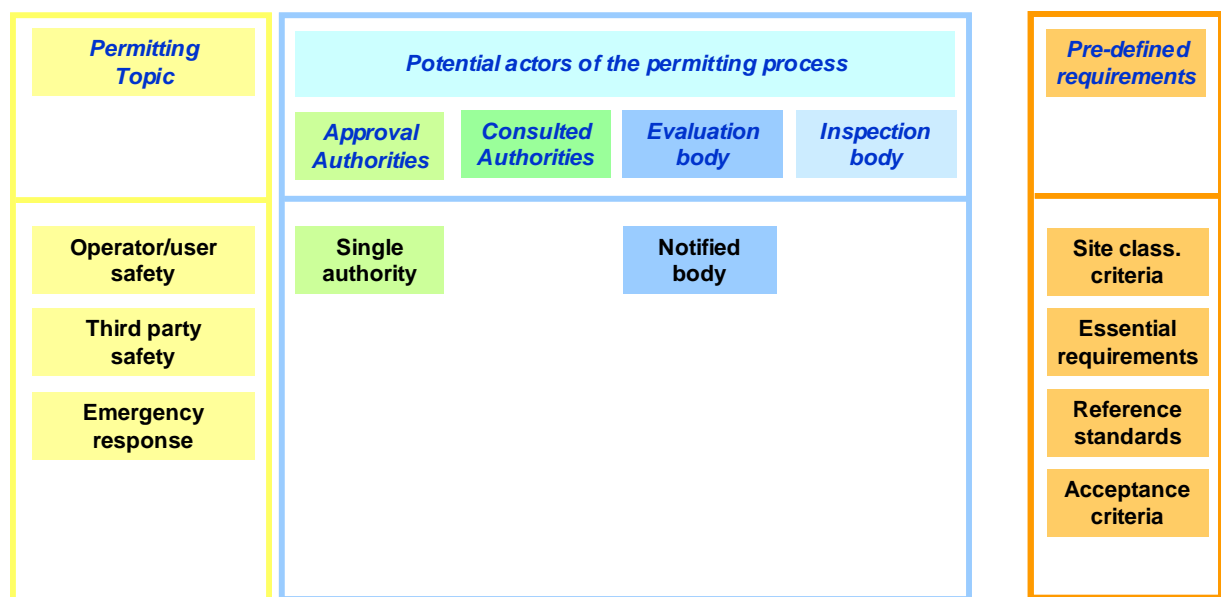 Permitting
Topic
Potential actors of the permitting process
Pre-defined
requirements
Approval
Authorities
Consulted
Authorities
Evaluation
body
Inspection
body
Operator/user
safety
Single
authority
Notified
body
Site class.
criteria
Third party
safety
Essential
requirements
Emergency
response
Reference
standards
Acceptance
criteria